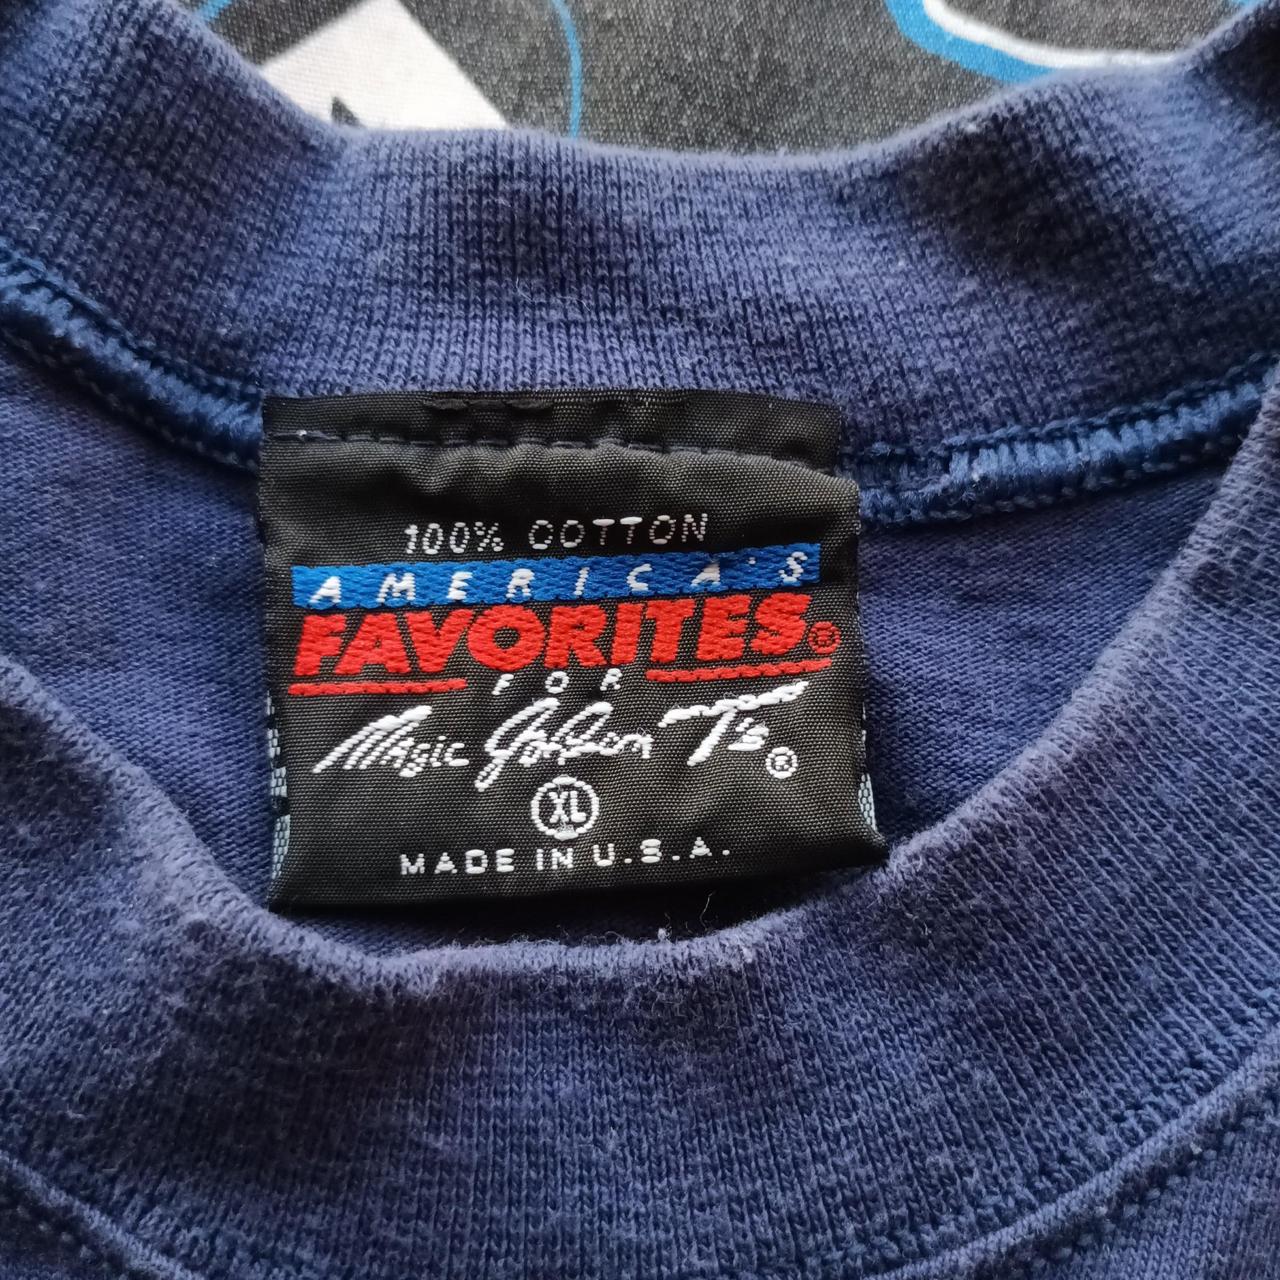 100% COTTON
AMERICA'S
FAVORITES®
FOR
Magic Johnson T's®
XL
MADE IN U.S.A.